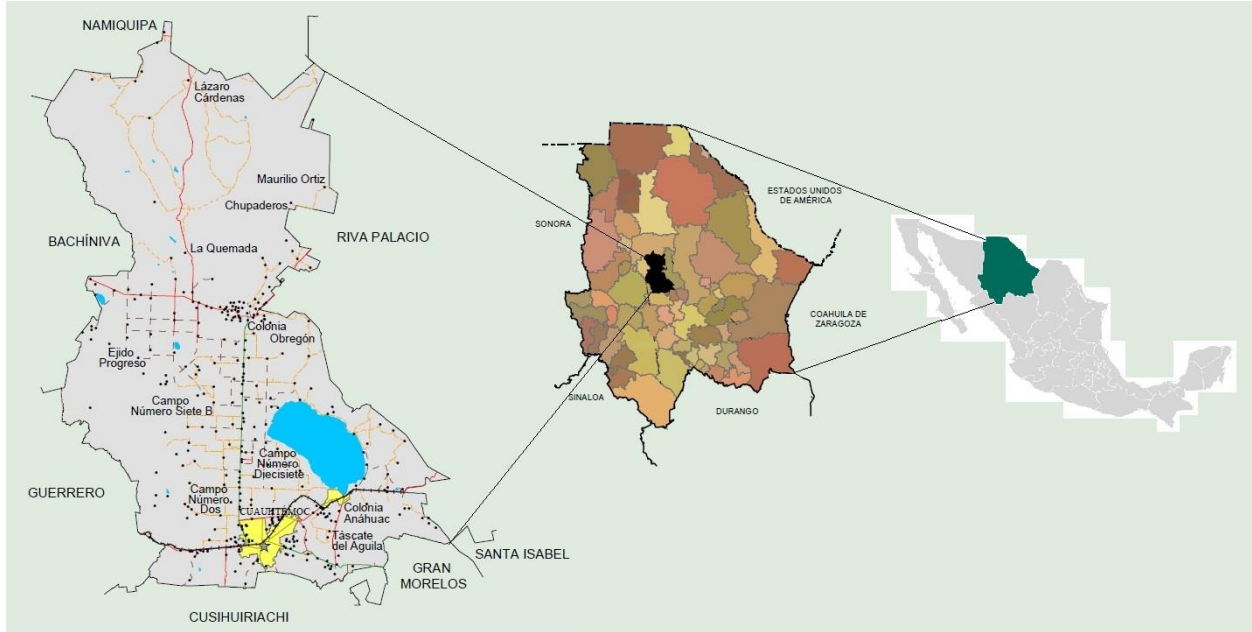 NAMIQUIPA
Lázaro
Cárdenas
Maurilio Ortiz
Chupaderos
BACHÍNIVA
La Quemada
RIVA PALACIO
Colonia
Obregón
Ejido
Progreso
Campo
Número Siete B
Campo
Número
Diecisiete
GUERRERO
Campo
Número
Dos
CUAUHTÉMOC
Colonia
Anáhuac
Táscate
del Águila
SANTA ISABEL
GRAN
MORELOS
CUSIHUIRIACHI
ESTADOS UNIDOS
DE AMÉRICA
SONORA
COAHUILA DE
ZARAGOZA
SINALOA
DURANGO